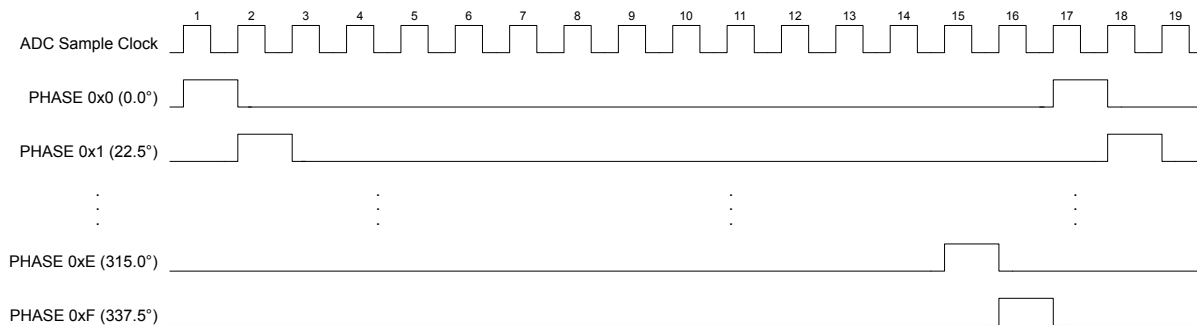 1 2 3 4 5 6 7 8 9 10 11 12 13 14 15 16 17 18 19
ADC Sample Clock
PHASE 0x0 (0.0°)
PHASE 0x1 (22.5°)
PHASE 0xE (315.0°)
PHASE 0xF (337.5°)